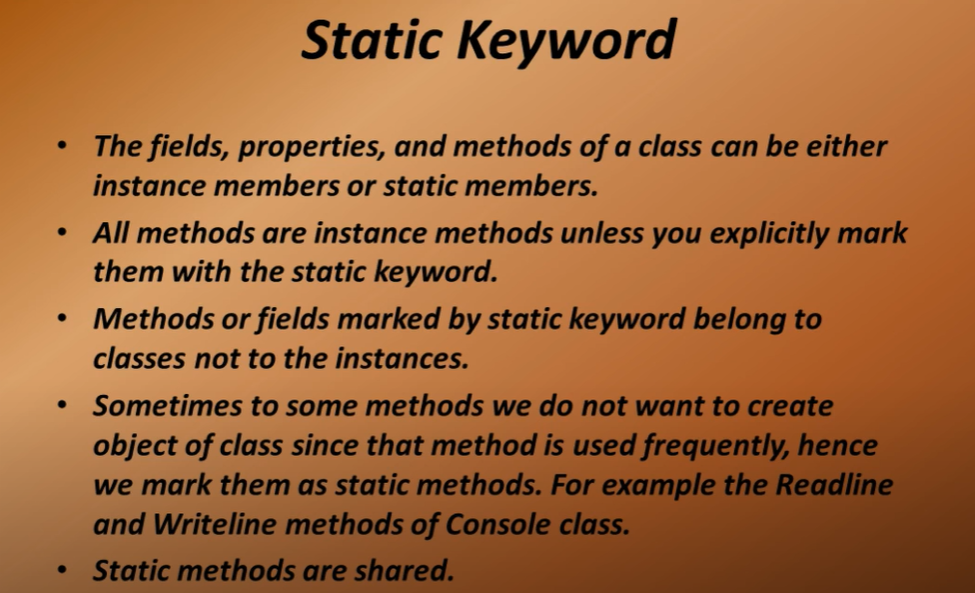 Static Keyword
• The fields, properties, and methods of a class can be either
instance members or static members.
• All methods are instance methods unless you explicitly mark
them with the static keyword.
• Methods or fields marked by static keyword belong to
classes not to the instances.
• Sometimes to some methods we do not want to create
object of class since that method is used frequently, hence
we mark them as static methods. For example the Readline
and Writeline methods of Console class.
• Static methods are shared.